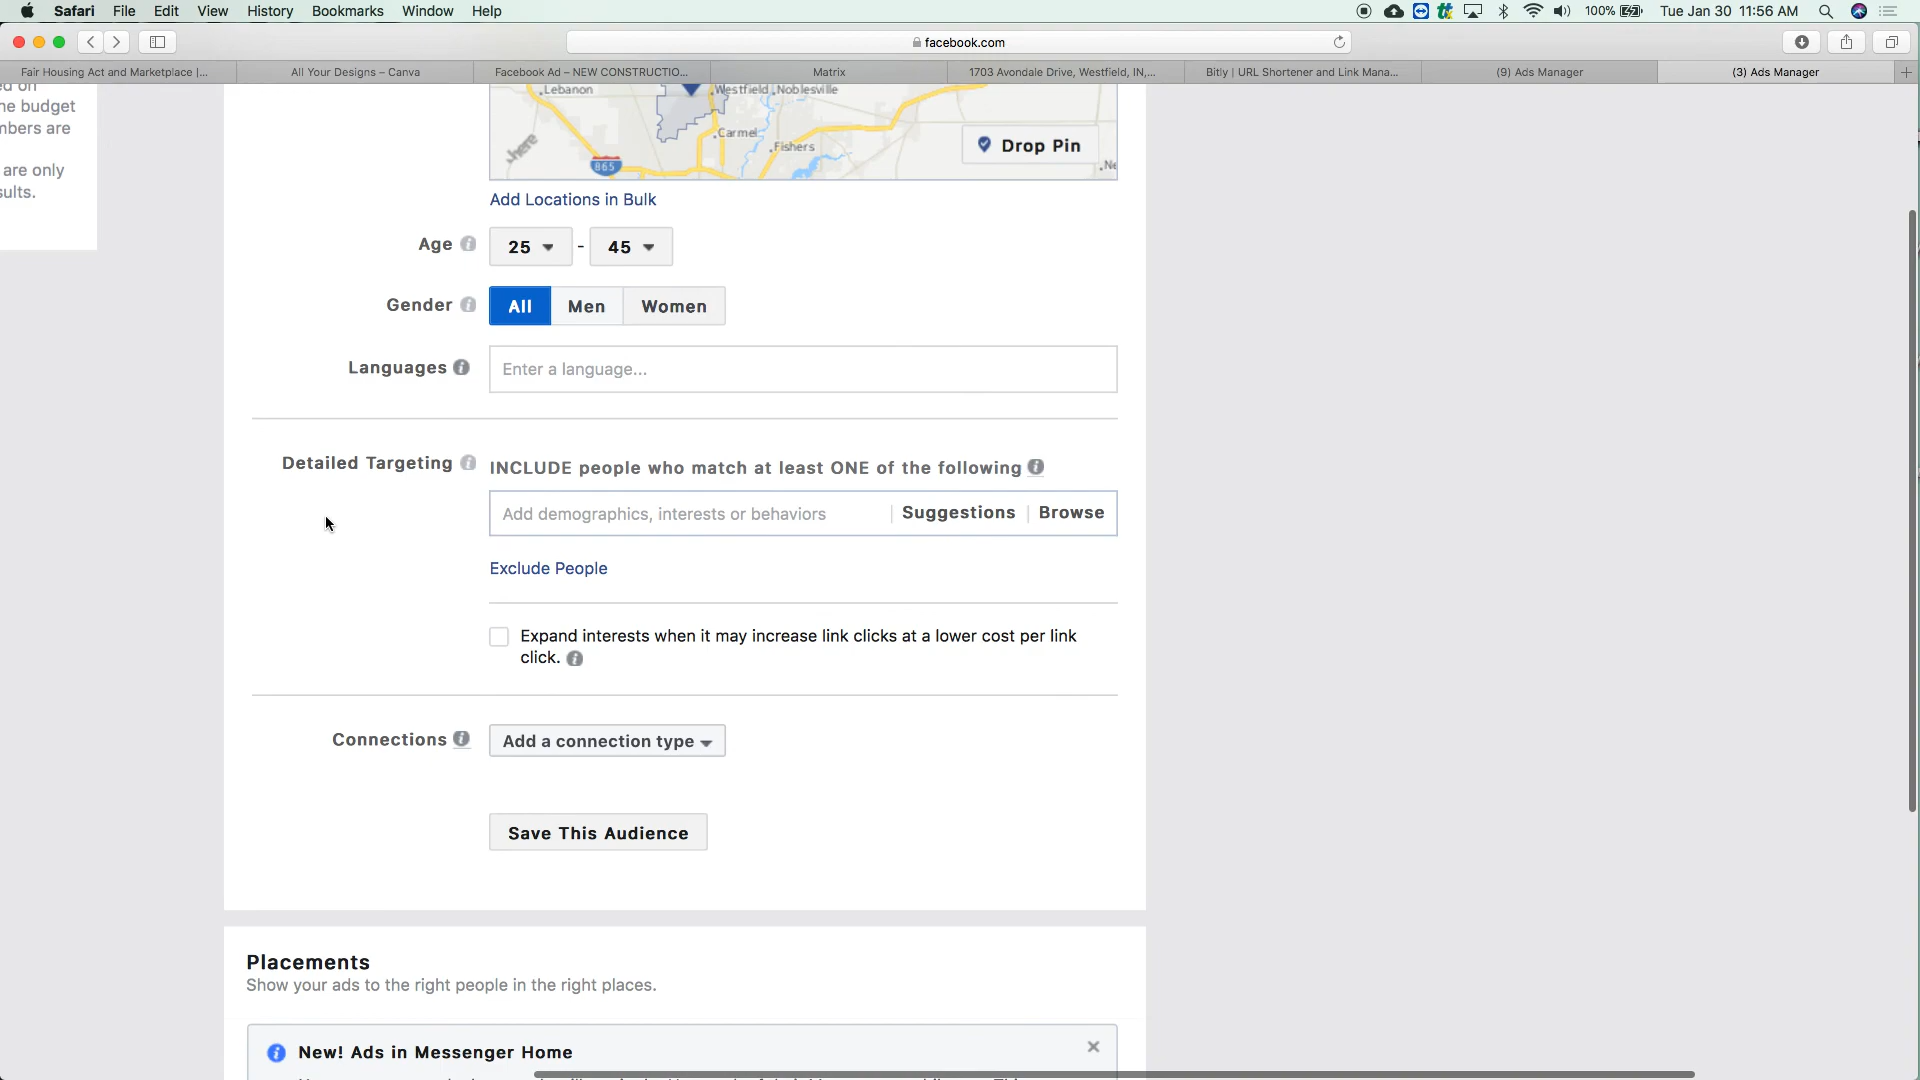 Safari File Edit View History Bookmarks Window Help 100% Tue Jan 30 11:56 AM
facebook.com
Fair Housing Act and Marketplace |... All Your Designs – Canva Facebook Ad – NEW CONSTRUCTIO... Matrix 1703 Avondale Drive, Westfield, IN,... Bitly | URL Shortener and Link Mana... (9) Ads Manager (3) Ads Manager
ed on
ne budget
nbers are
are only
sults.
Lebanon Westfield Noblesville
Carmel
Fishers
here
865
Ne
Drop Pin
Add Locations in Bulk
Age 25 - 45
Gender All Men Women
Languages Enter a language...
Detailed Targeting INCLUDE people who match at least ONE of the following
Add demographics, interests or behaviors | Suggestions | Browse
Exclude People
Expand interests when it may increase link clicks at a lower cost per link
click.
Connections Add a connection type
Save This Audience
Placements
Show your ads to the right people in the right places.
New! Ads in Messenger Home